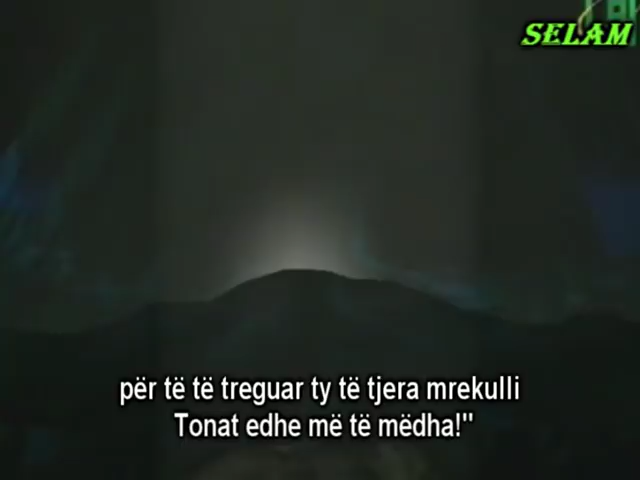 SELAM
për të të treguar ty të tjera mrekulli
Tonat edhe më të mëdha!"